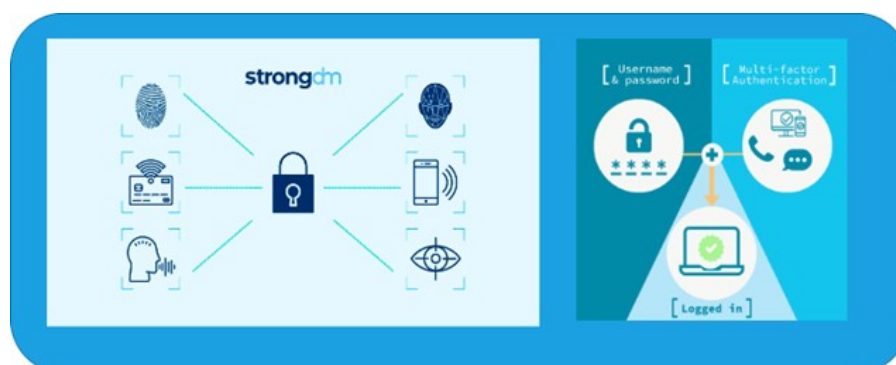 strongdm
[ Username
& password ]
[ Multi-factor
Authentication ]
* * * *
[ Logged in ]